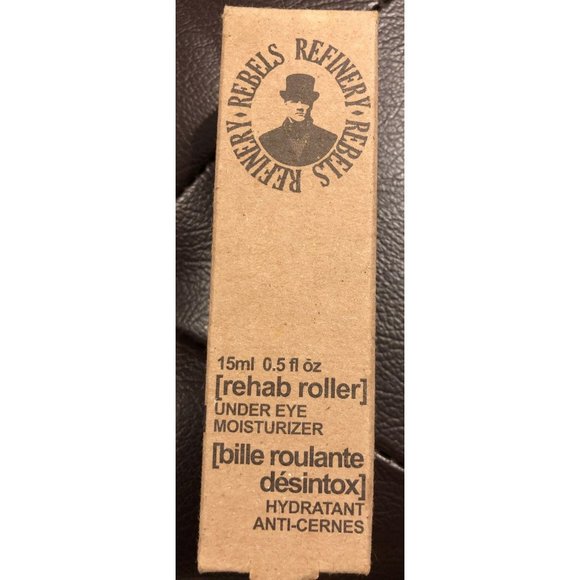 REBELS REFINERY • REBELS REFINERY •
15ml 0.5 fl ōz
[rehab roller]
UNDER EYE
MOISTURIZER
[bille roulante
désintox]
HYDRATANT
ANTI-CERNES